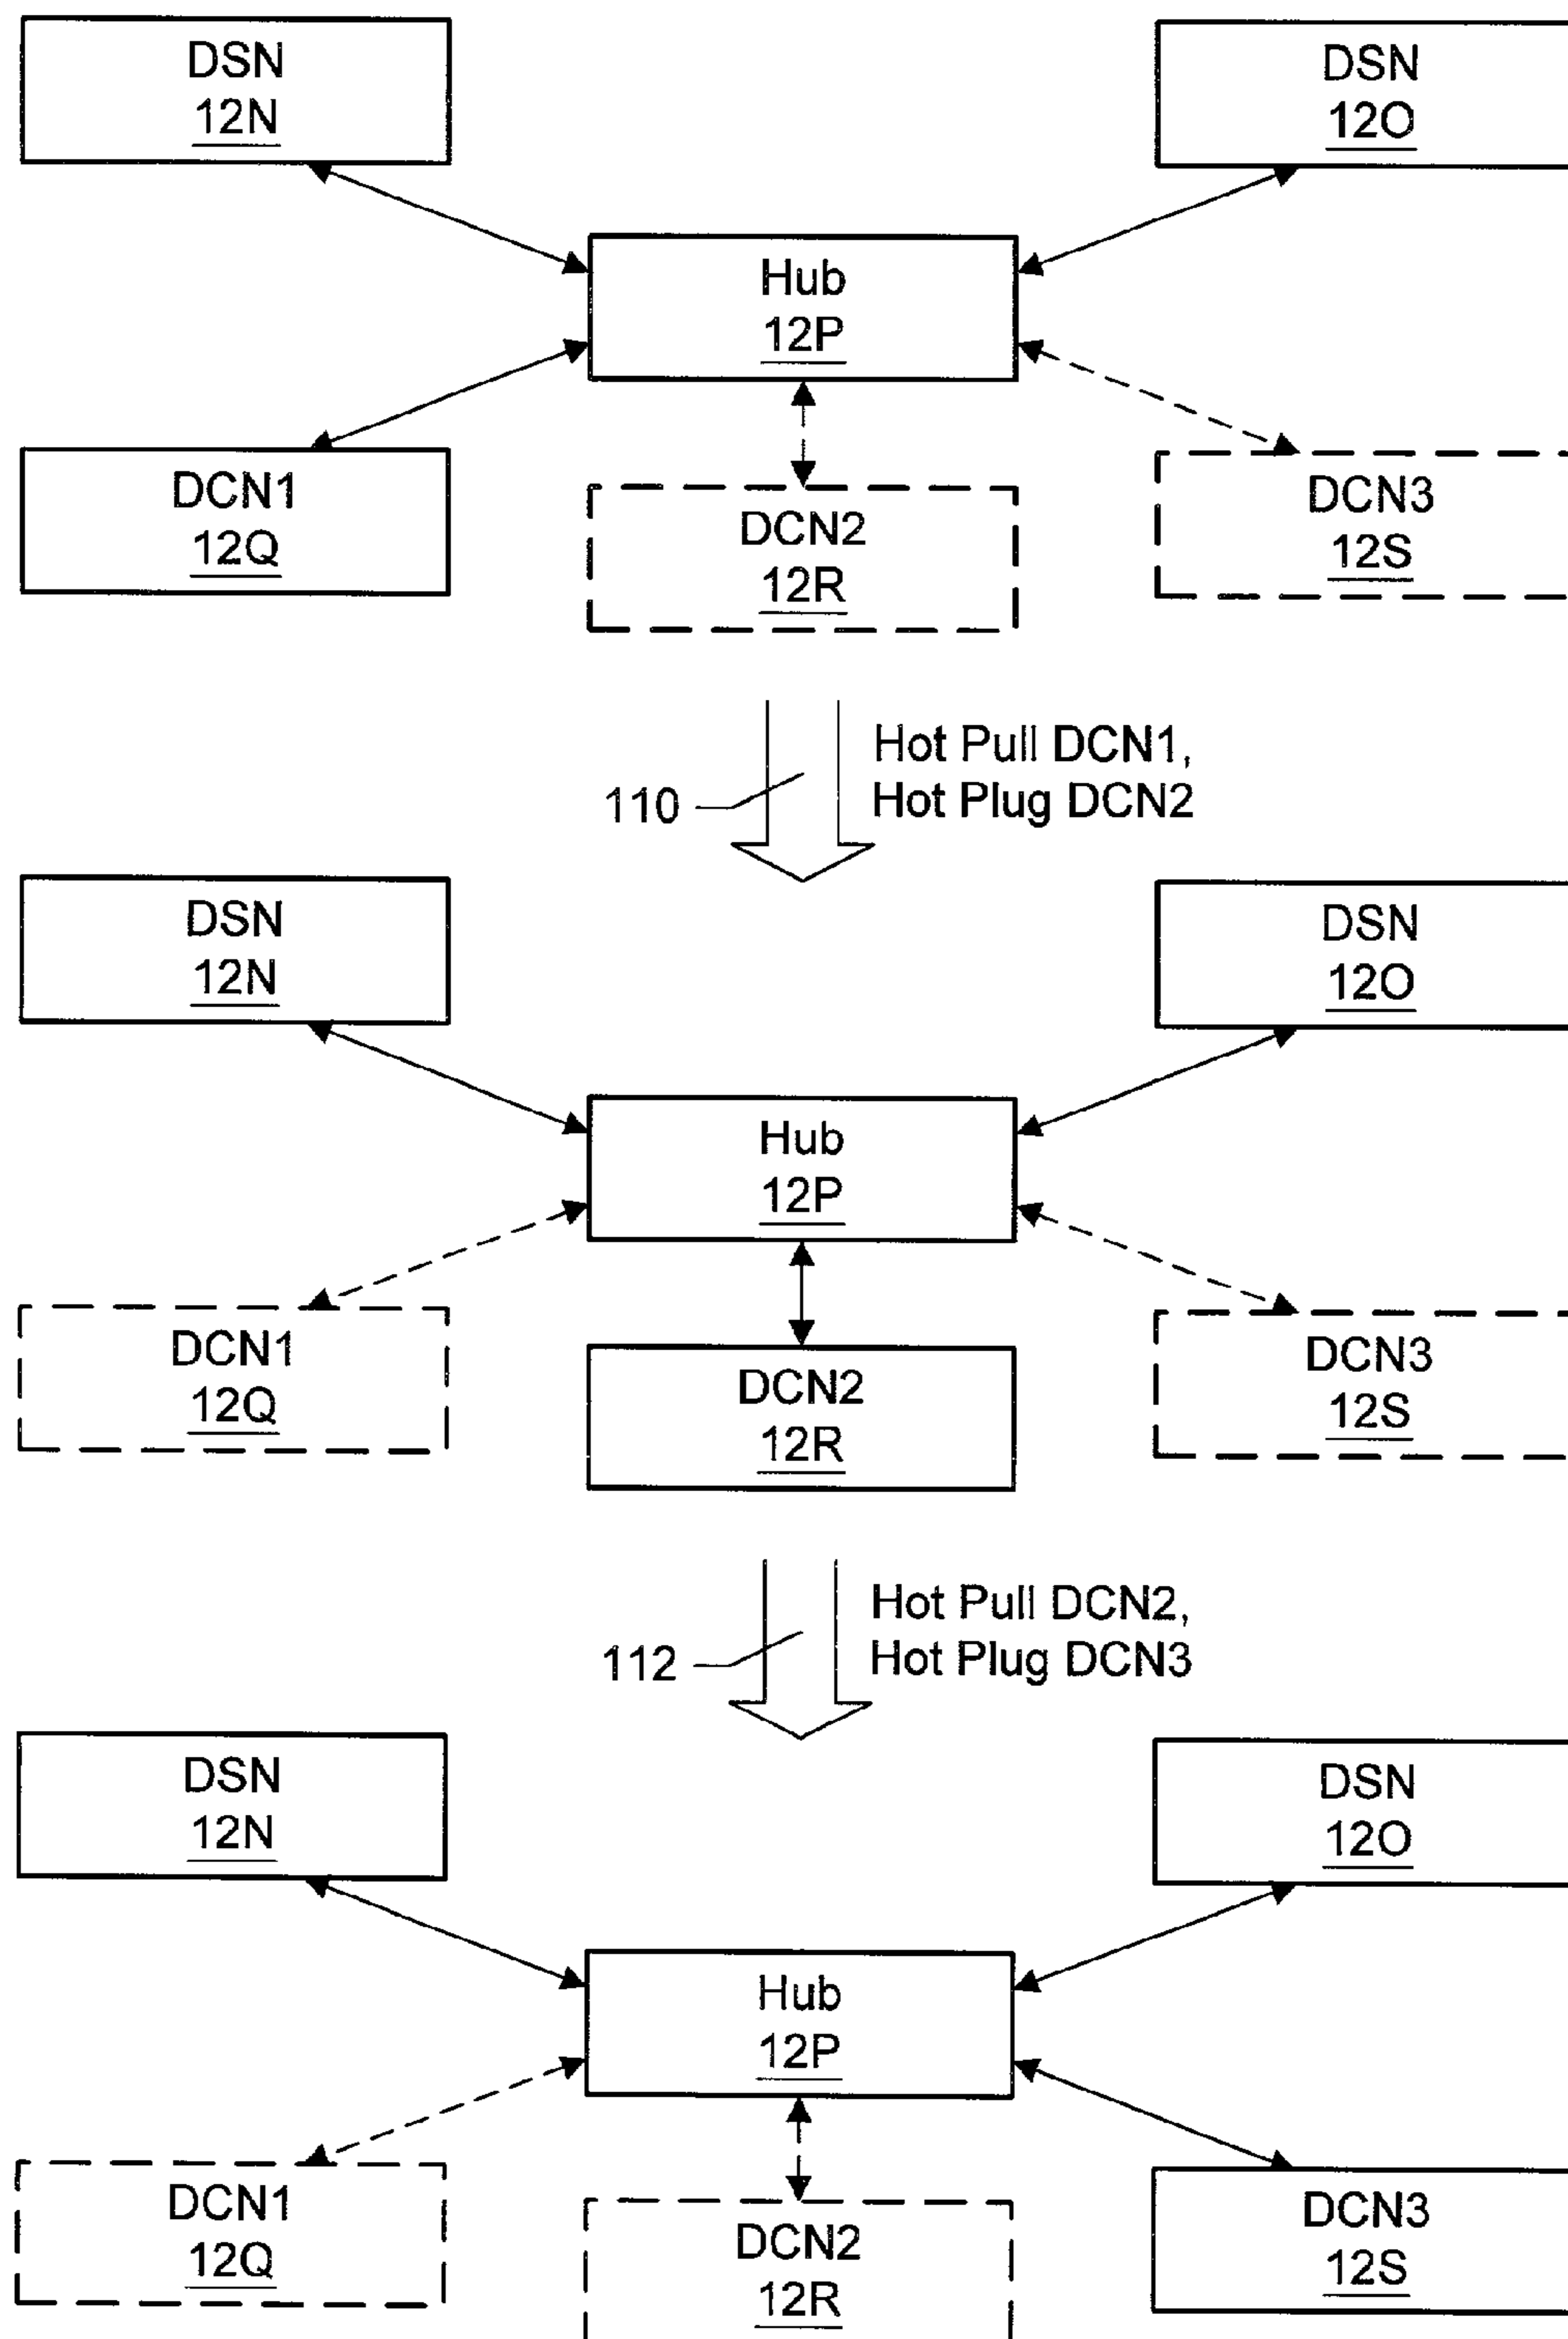 DSN
12N
DSN
12O
Hub
12P
DCN1
12Q
DCN2
12R
DCN3
12S
110
Hot Pull DCN1,
Hot Plug DCN2
DSN
12N
DSN
12O
Hub
12P
DCN1
12Q
DCN2
12R
DCN3
12S
112
Hot Pull DCN2,
Hot Plug DCN3
DSN
12N
DSN
12O
Hub
12P
DCN1
12Q
DCN2
12R
DCN3
12S